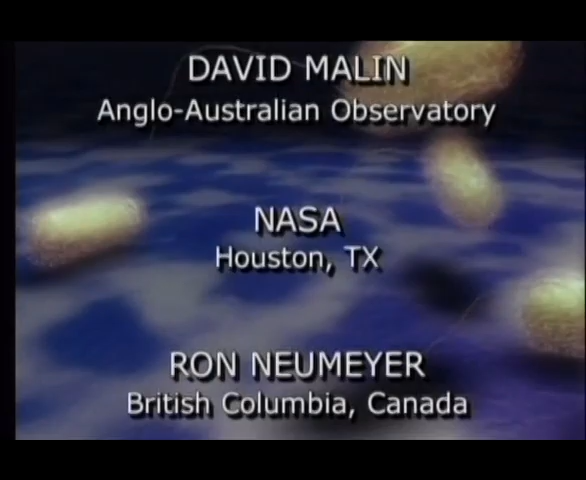 DAVID MALIN
Anglo-Australian Observatory
NASA
Houston, TX
RON NEUMEYER
British Columbia, Canada